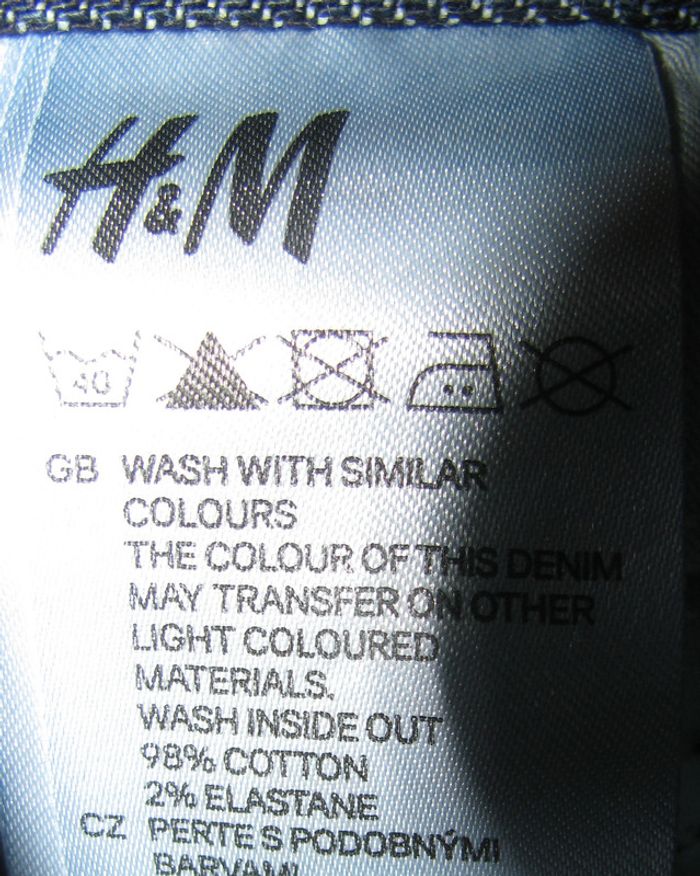 H&M
40
GB WASH WITH SIMILAR
COLOURS
THE COLOUR OF THIS DENIM
MAY TRANSFER ON OTHER
LIGHT COLOURED
MATERIALS.
WASH INSIDE OUT
98% COTTON
2% ELASTANE
CZ PERTE S PODOBNÝMI
BARVAMI